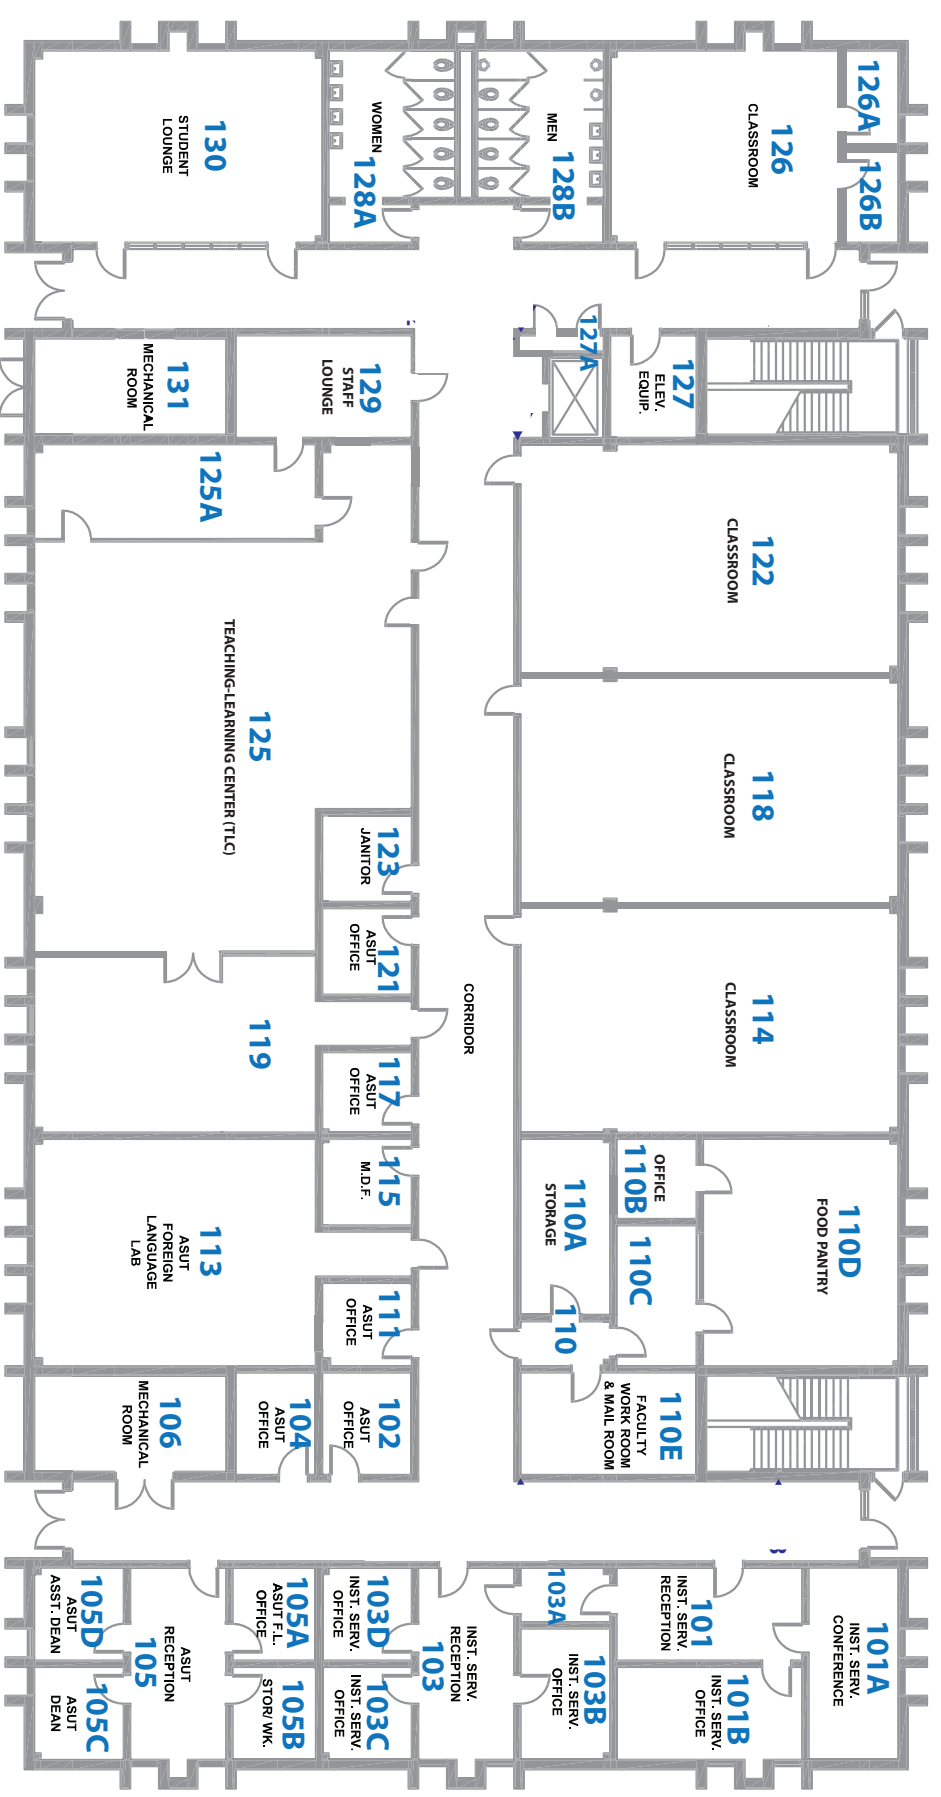 126A
126B
126
CLASSROOM
MEN
128B
WOMEN
128A
130
STUDENT
LOUNGE
127A
127
ELEV.
EQUIP.
129
STAFF
LOUNGE
131
MECHANICAL
ROOM
125A
122
CLASSROOM
125
TEACHING-LEARNING CENTER (TLC)
118
CLASSROOM
123
JANITOR
121
ASUT
OFFICE
CORRIDOR
114
CLASSROOM
119
117
ASUT
OFFICE
115
M.D.F.
110D
FOOD PANTRY
OFFICE
110B
110A
STORAGE
110C
110
113
ASUT
FOREIGN
LANGUAGE
LAB
111
ASUT
OFFICE
110E
FACULTY
WORK ROOM
& MAIL ROOM
102
ASUT
OFFICE
104
ASUT
OFFICE
106
MECHANICAL
ROOM
101A
INST. SERV.
CONFERENCE
101
INST. SERV.
RECEPTION
101B
INST. SERV.
OFFICE
103A
103B
INST. SERV.
OFFICE
INST. SERV.
RECEPTION
103
103D
INST. SERV.
OFFICE
103C
INST. SERV.
OFFICE
105A
ASUT F.L.
OFFICE
105B
STOR/ WK.
ASUT
RECEPTION
105
105D
ASUT
ASST. DEAN
105C
ASUT
DEAN